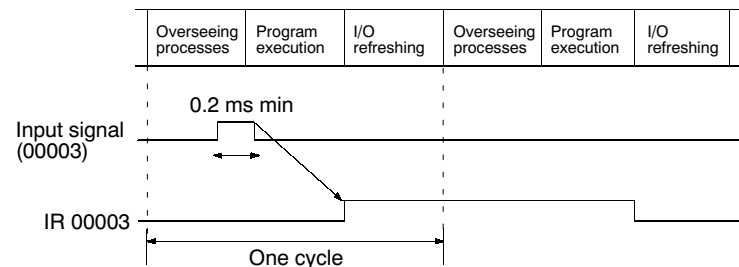 Overseeing processes
Program execution
I/O refreshing
Overseeing processes
Program execution
I/O refreshing
0.2 ms min
Input signal
(00003)
IR 00003
One cycle